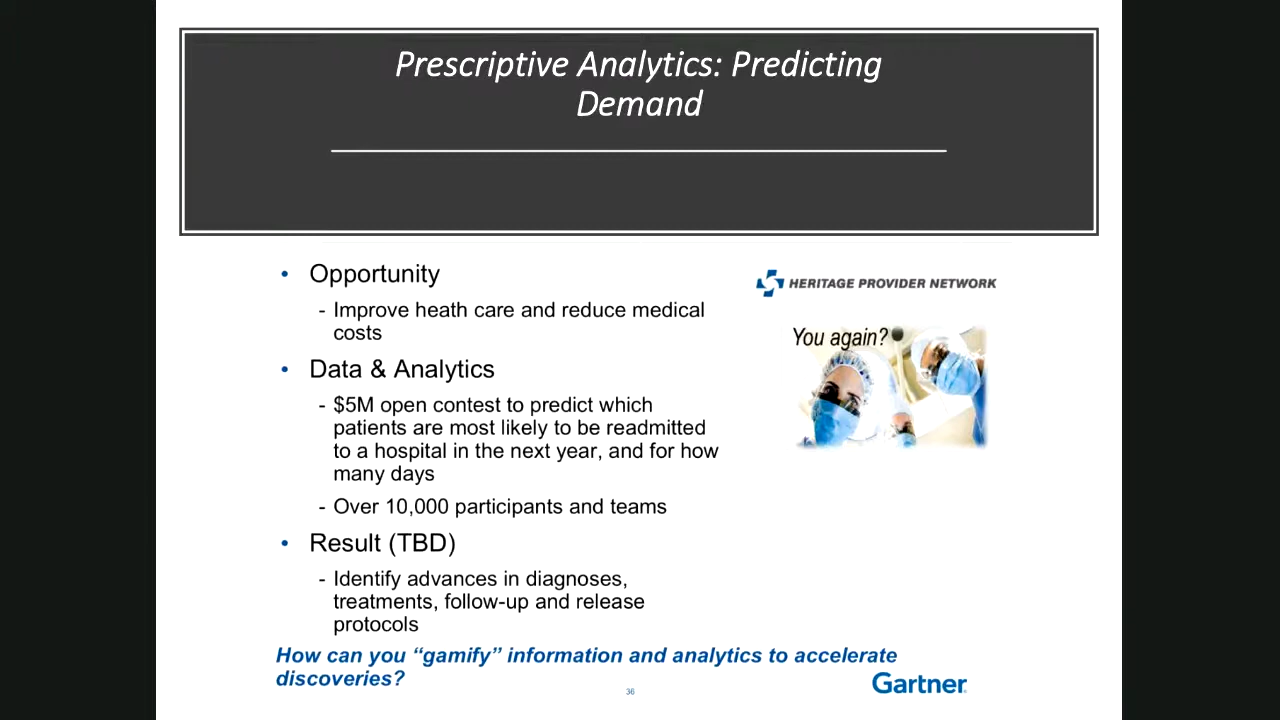 Prescriptive Analytics: Predicting
Demand
• Opportunity
- Improve heath care and reduce medical
costs
• Data & Analytics
- $5M open contest to predict which
patients are most likely to be readmitted
to a hospital in the next year, and for how
many days
- Over 10,000 participants and teams
• Result (TBD)
- Identify advances in diagnoses,
treatments, follow-up and release
protocols
HERITAGE PROVIDER NETWORK
You again?
How can you “gamify” information and analytics to accelerate
discoveries?
36
Gartner